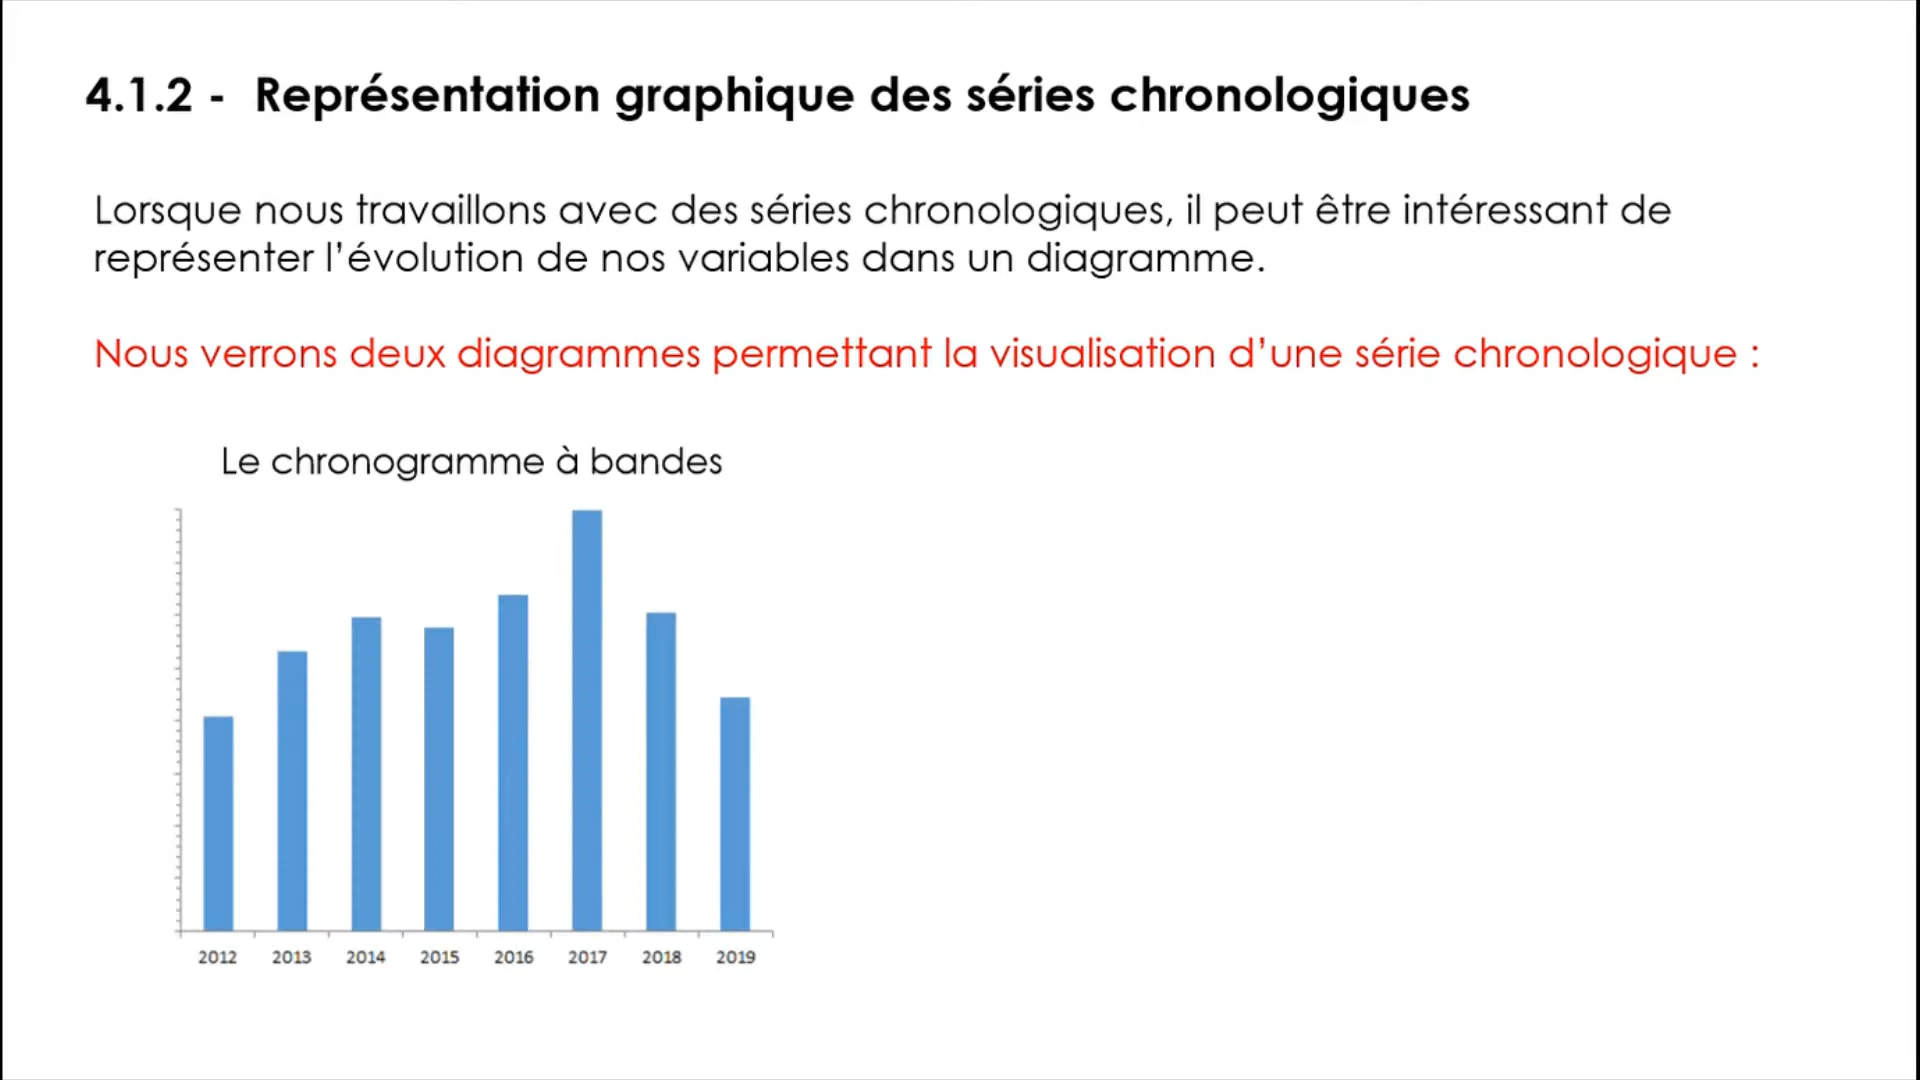 4.1.2 - Représentation graphique des séries chronologiques
Lorsque nous travaillons avec des séries chronologiques, il peut être intéressant de
représenter l’évolution de nos variables dans un diagramme.
Nous verrons deux diagrammes permettant la visualisation d’une série chronologique :
Le chronogramme à bandes
2012 2013 2014 2015 2016 2017 2018 2019